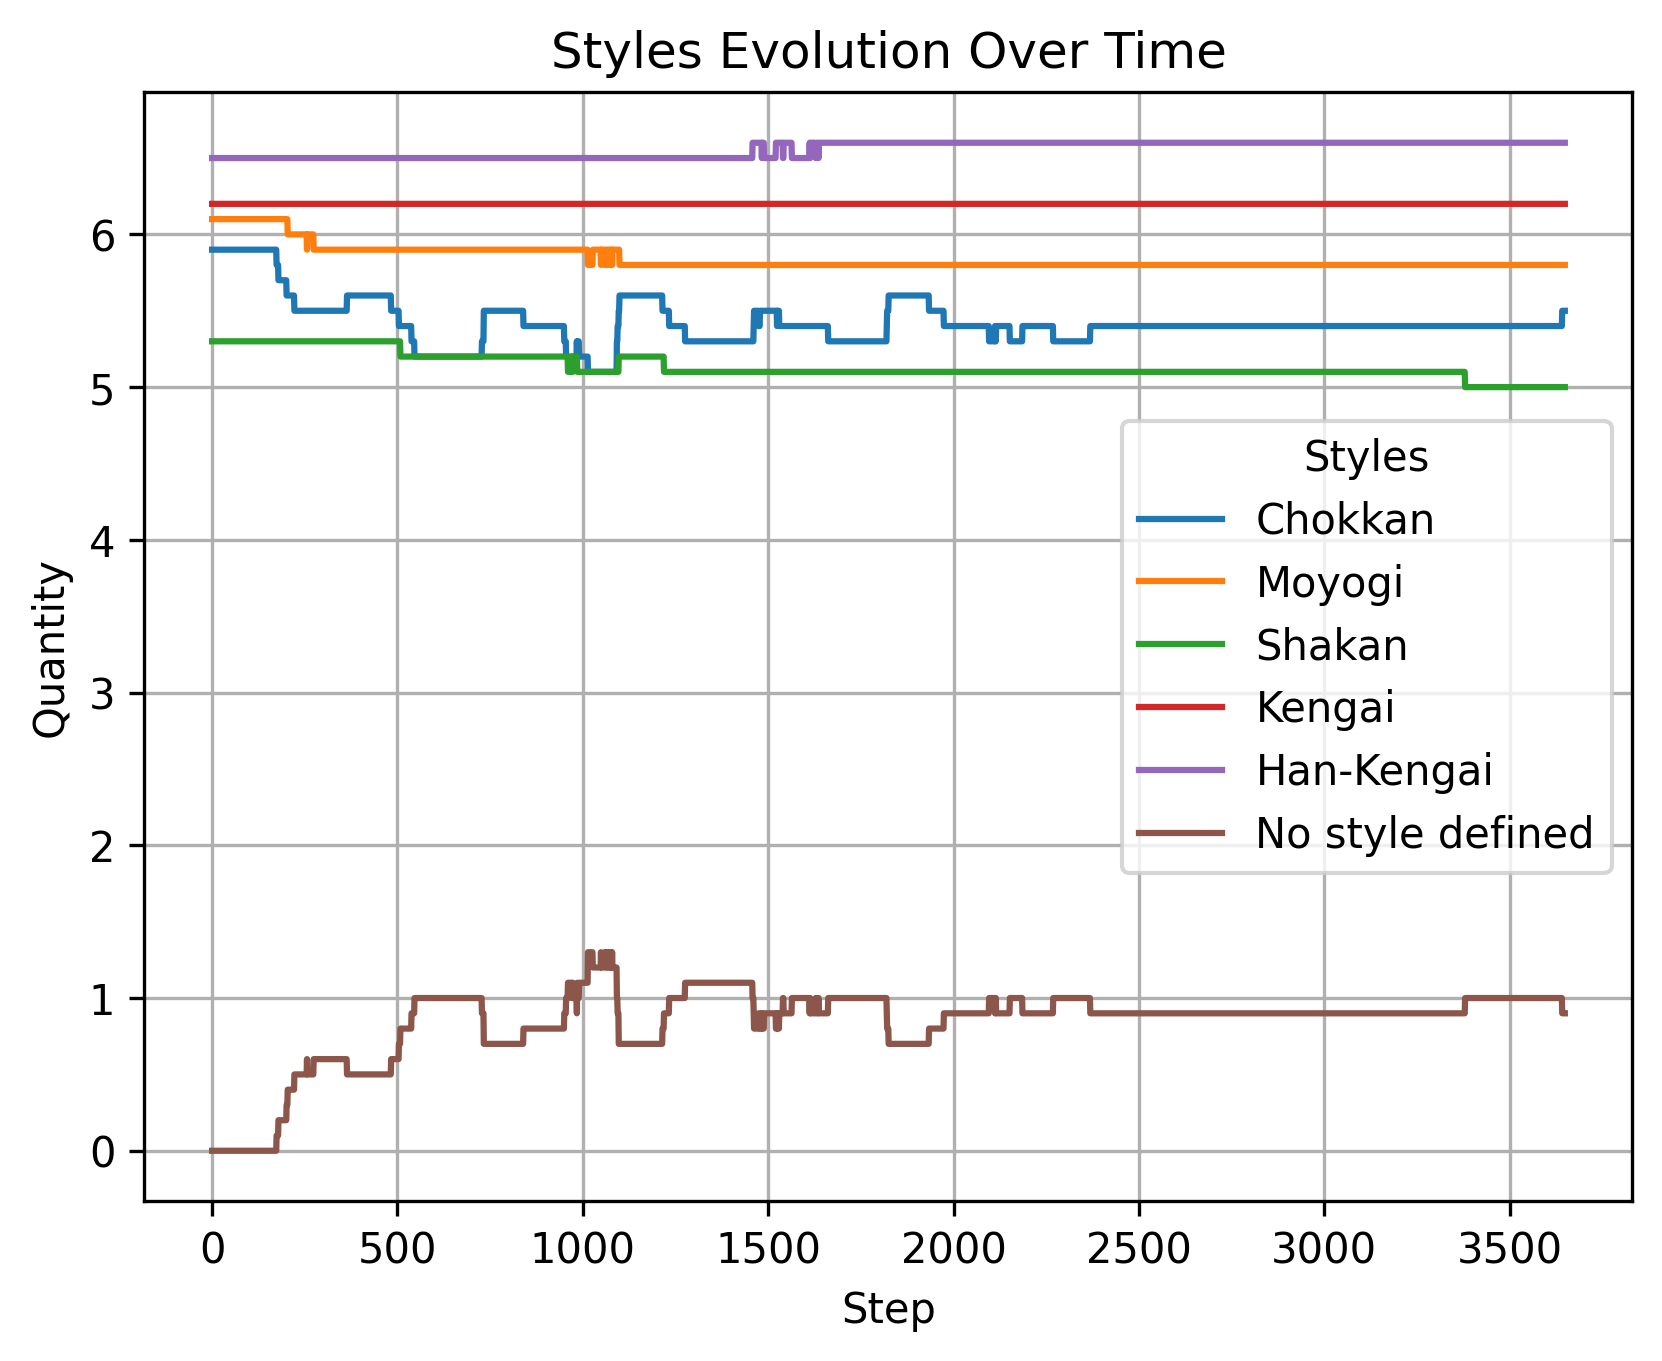 Styles Evolution Over Time
Quantity
6
5
4
3
2
1
0
Styles
Chokkan
Moyogi
Shakan
Kengai
Han-Kengai
No style defined
0 500 1000 1500 2000 2500 3000 3500
Step